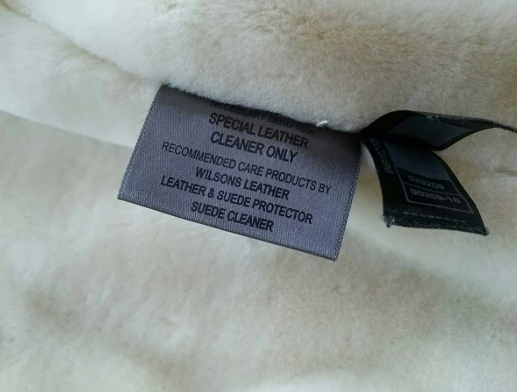 SPECIAL LEATHER
CLEANER ONLY
RECOMMENDED CARE PRODUCTS BY
WILSONS LEATHER
LEATHER & SUEDE PROTECTOR
SUEDE CLEANER